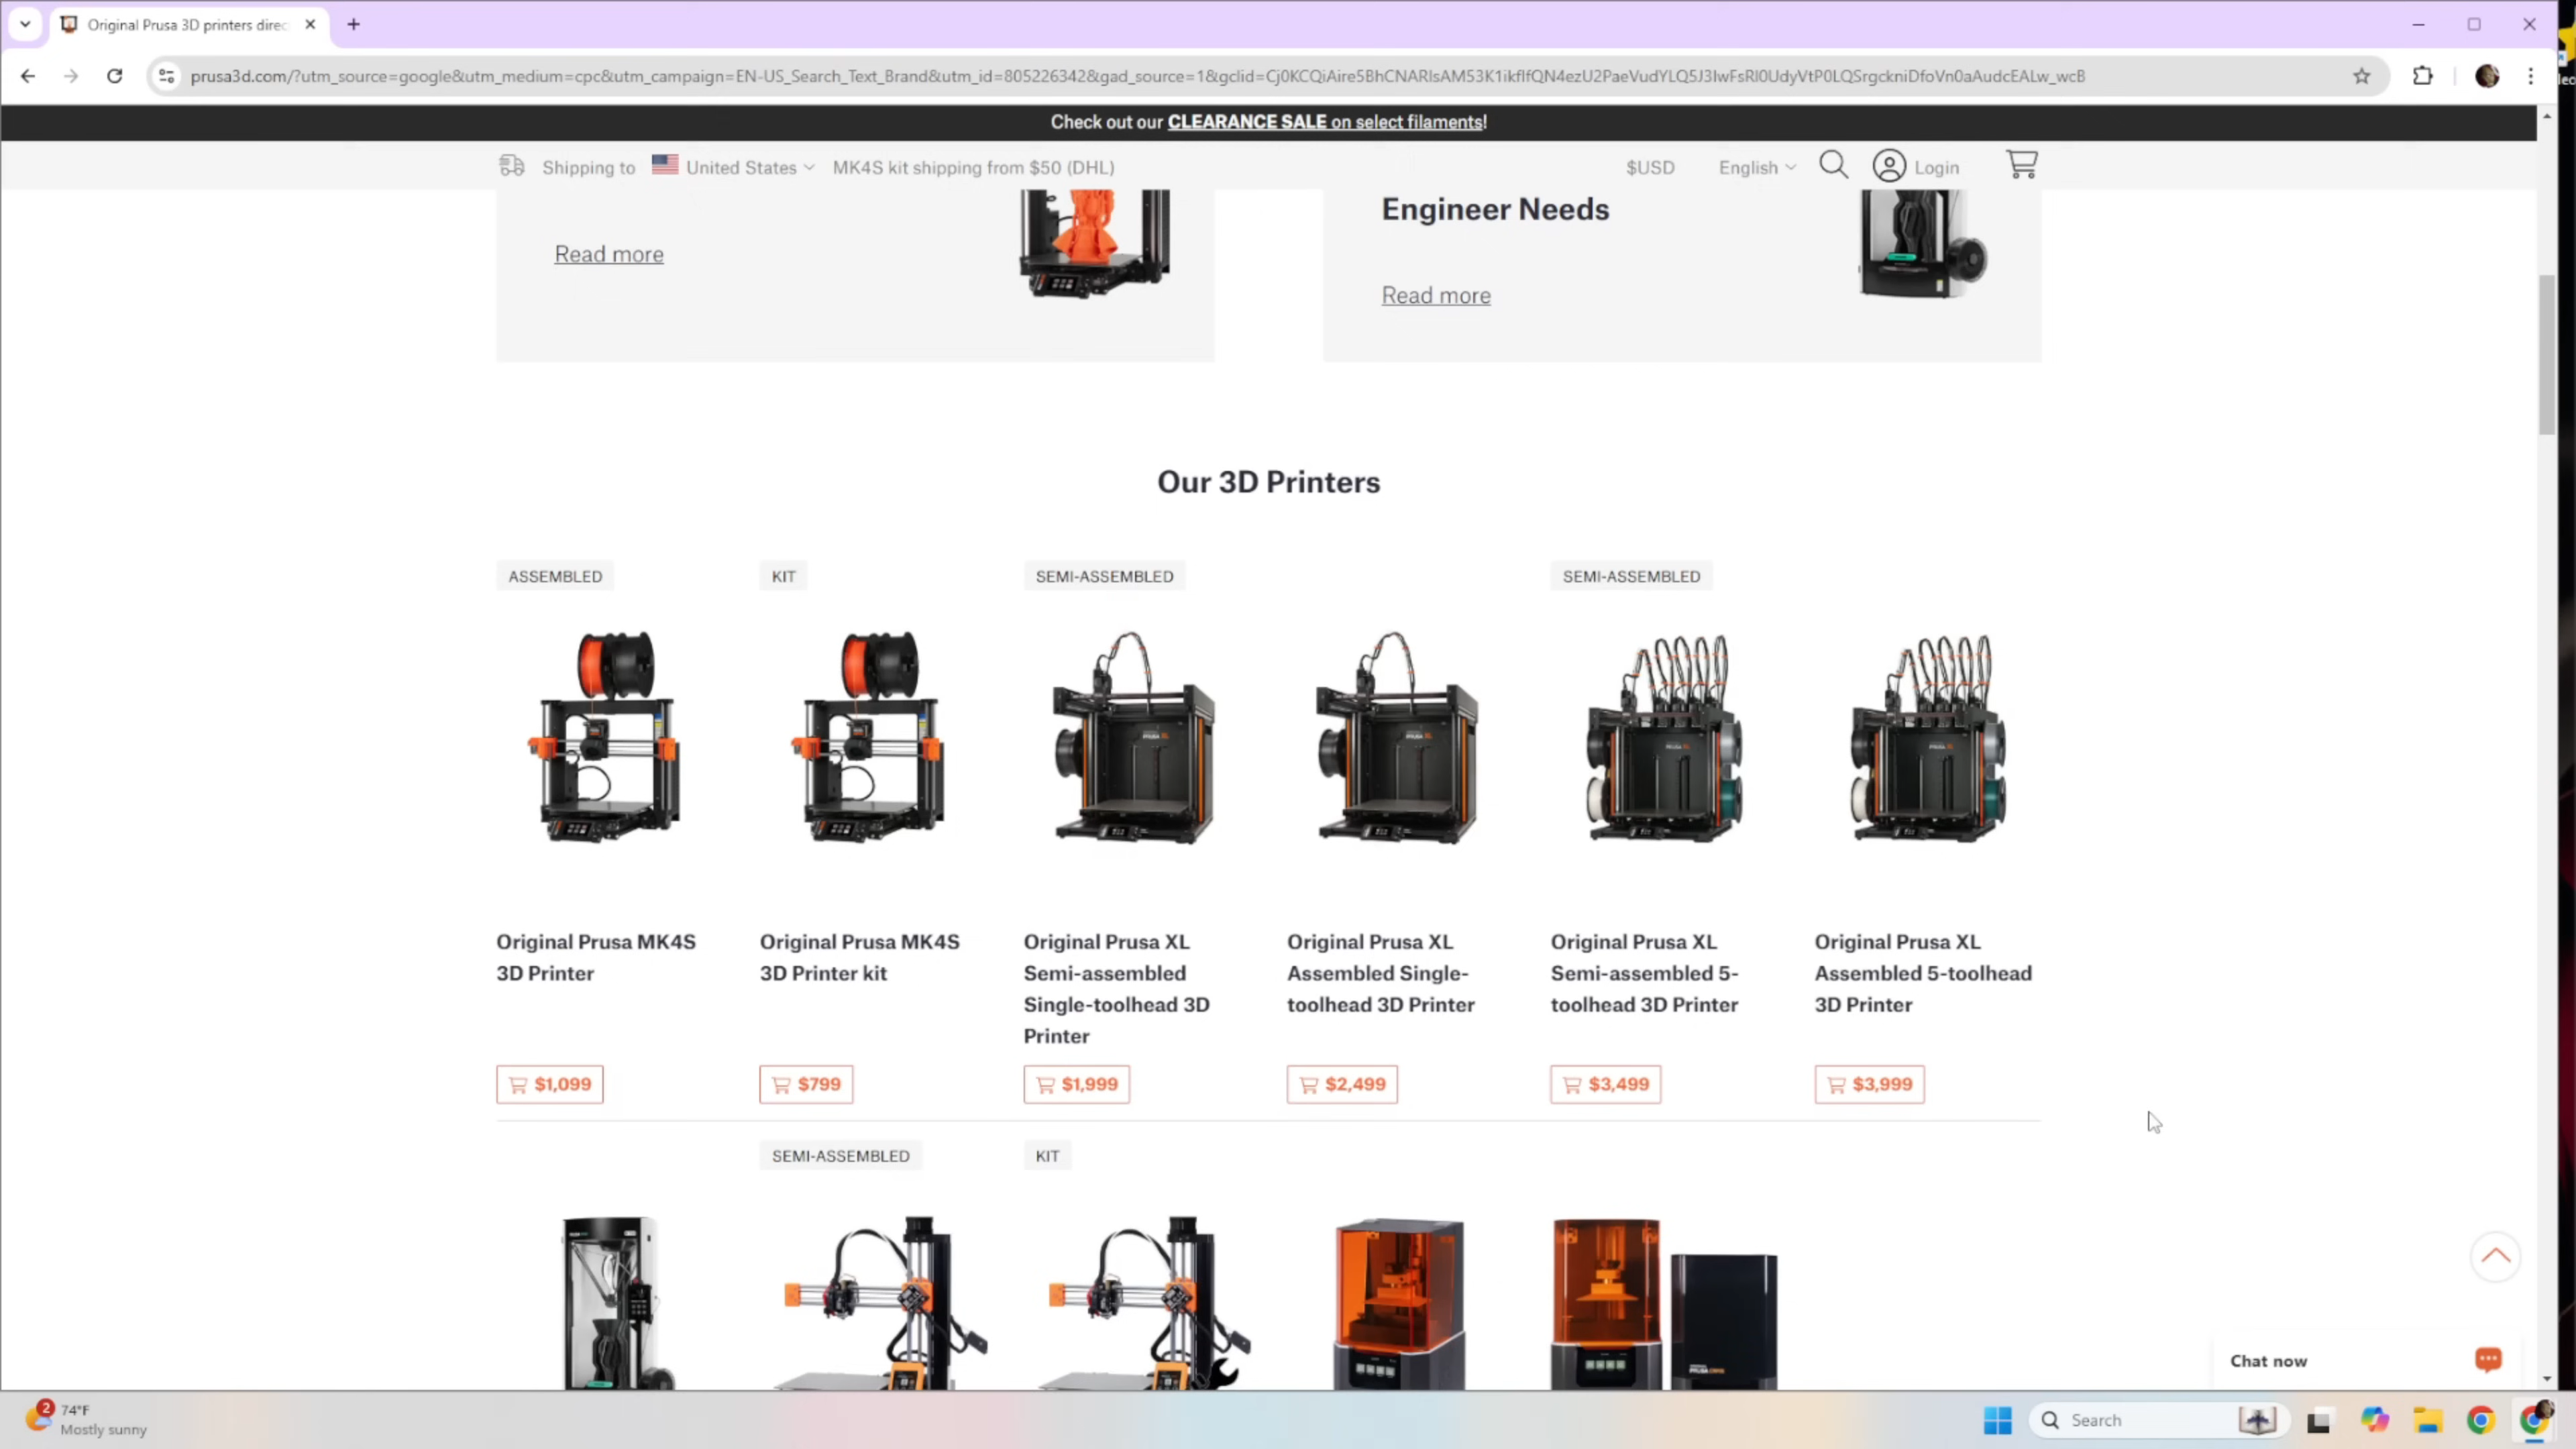 Original Prusa 3D printers direc
prusa3d.com/?utm_source=google&utm_medium=cpc&utm_campaign=EN-US_Search_Text_Brand&utm_id=805226342&gad_source=1&gclid=Cj0KCQiAire5BhCNARIsAM53K1ikfIfQN4ezU2PaeVudYLQ5J3IwFsRI0UdyVtP0LQSrgckniDfoVn0aAudcEALw_wcB
Check out our CLEARANCE SALE on select filaments!
Shipping to United States MK4S kit shipping from $50 (DHL) $USD English Login
Engineer Needs
Read more
Read more
Our 3D Printers
ASSEMBLED KIT SEMI-ASSEMBLED SEMI-ASSEMBLED
Original Prusa MK4S
3D Printer
Original Prusa MK4S
3D Printer kit
Original Prusa XL
Semi-assembled
Single-toolhead 3D
Printer
Original Prusa XL
Assembled Single-
toolhead 3D Printer
Original Prusa XL
Semi-assembled 5-
toolhead 3D Printer
Original Prusa XL
Assembled 5-toolhead
3D Printer
$1,099 $799 $1,999 $2,499 $3,499 $3,999
SEMI-ASSEMBLED KIT
Chat now
2
74°F
Mostly sunny
Search